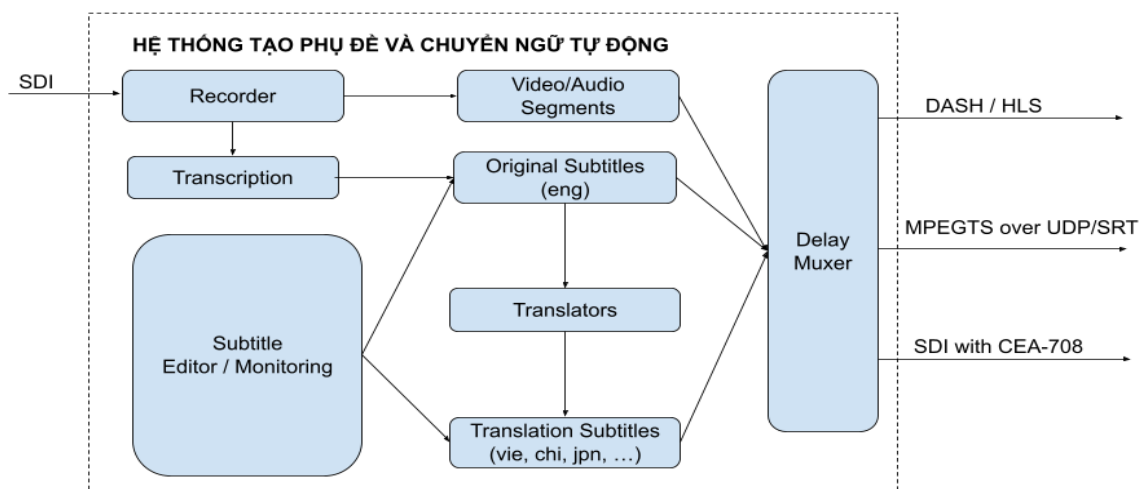 HỆ THỐNG TẠO PHỤ ĐỀ VÀ CHUYỂN NGỮ TỰ ĐỘNG
SDI
Recorder
Video/Audio
Segments
DASH / HLS
Transcription
Original Subtitles
(eng)
Delay
Muxer
MPEGTS over UDP/SRT
Subtitle
Editor / Monitoring
Translators
SDI with CEA-708
Translation Subtitles
(vie, chi, jpn, …)